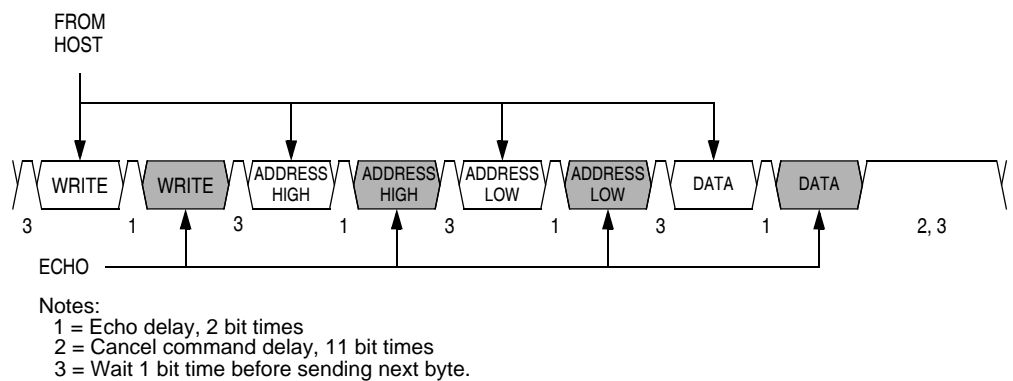 FROM
HOST
WRITE WRITE ADDRESS HIGH ADDRESS HIGH ADDRESS LOW ADDRESS LOW DATA DATA
3 1 3 1 3 1 3 1 2, 3
ECHO
Notes:
1 = Echo delay, 2 bit times
2 = Cancel command delay, 11 bit times
3 = Wait 1 bit time before sending next byte.